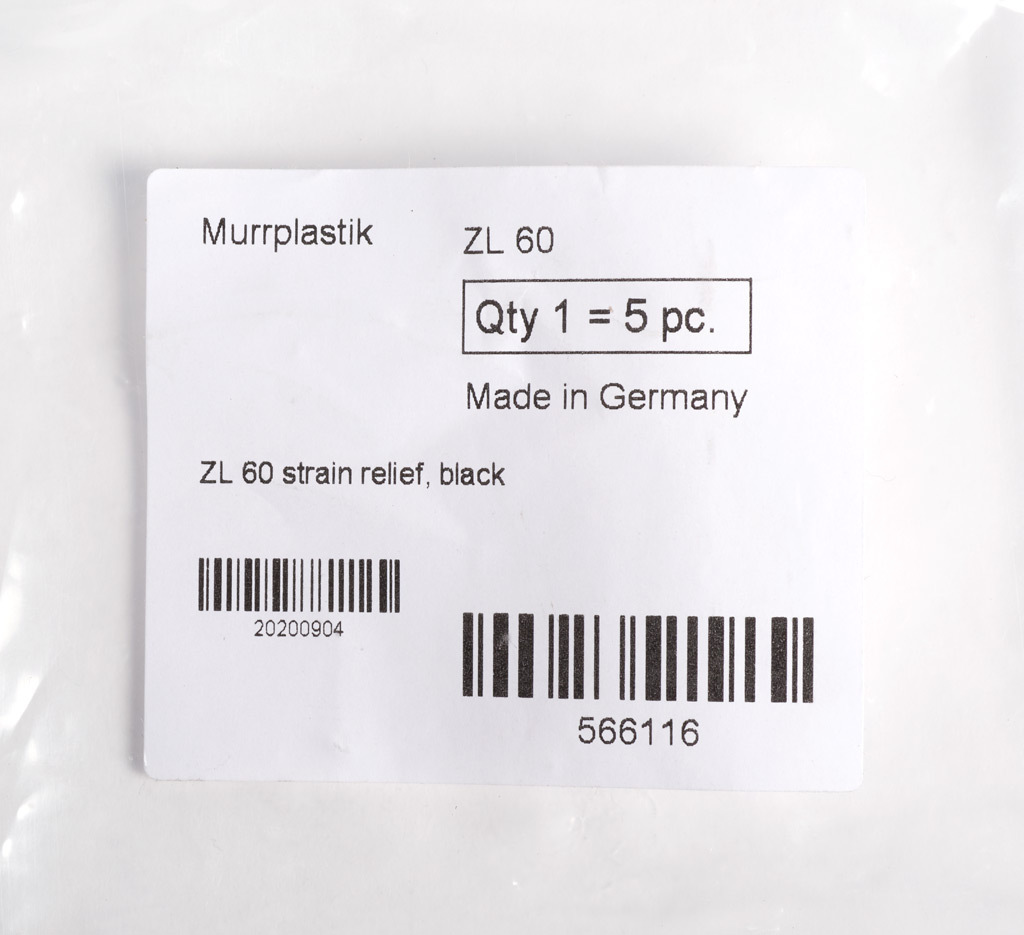 Murrplastik
ZL 60
Qty 1 = 5 pc.
Made in Germany
ZL 60 strain relief, black
20200904
566116